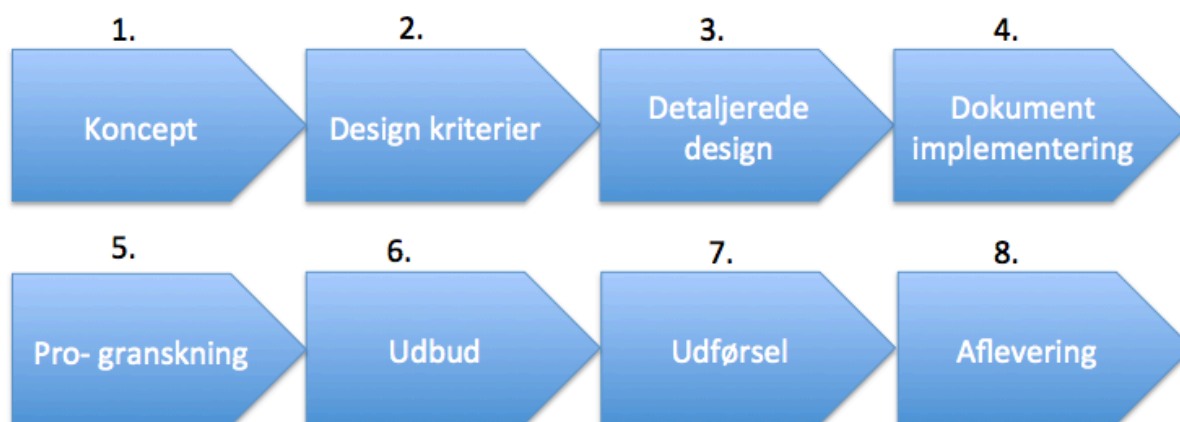 1.
2.
3.
4.
Koncept
Design kriterier
Detaljerede
design
Dokument
implementering
5.
6.
7.
8.
Pro- granskning
Udbud
Udførsel
Aflevering